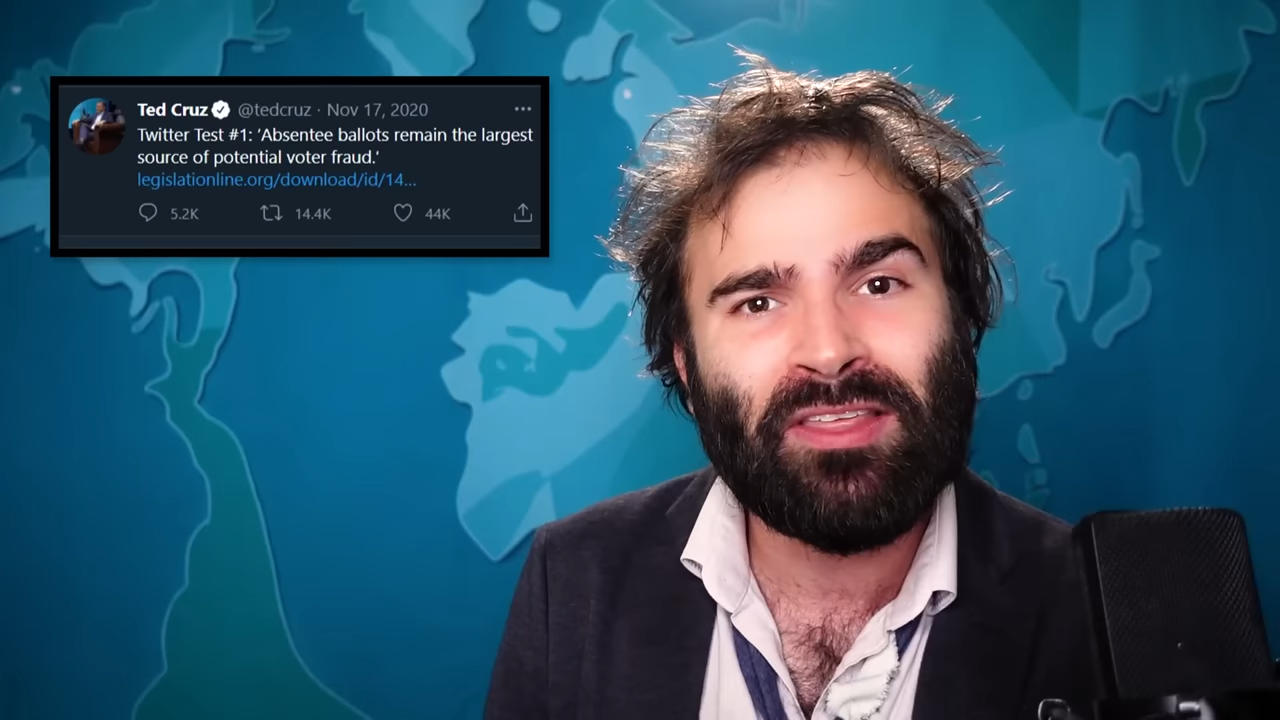 Ted Cruz @tedcruz · Nov 17, 2020
Twitter Test #1: ‘Absentee ballots remain the largest
source of potential voter fraud.’
legislationline.org/download/id/14...
5.2K 14.4K 44K